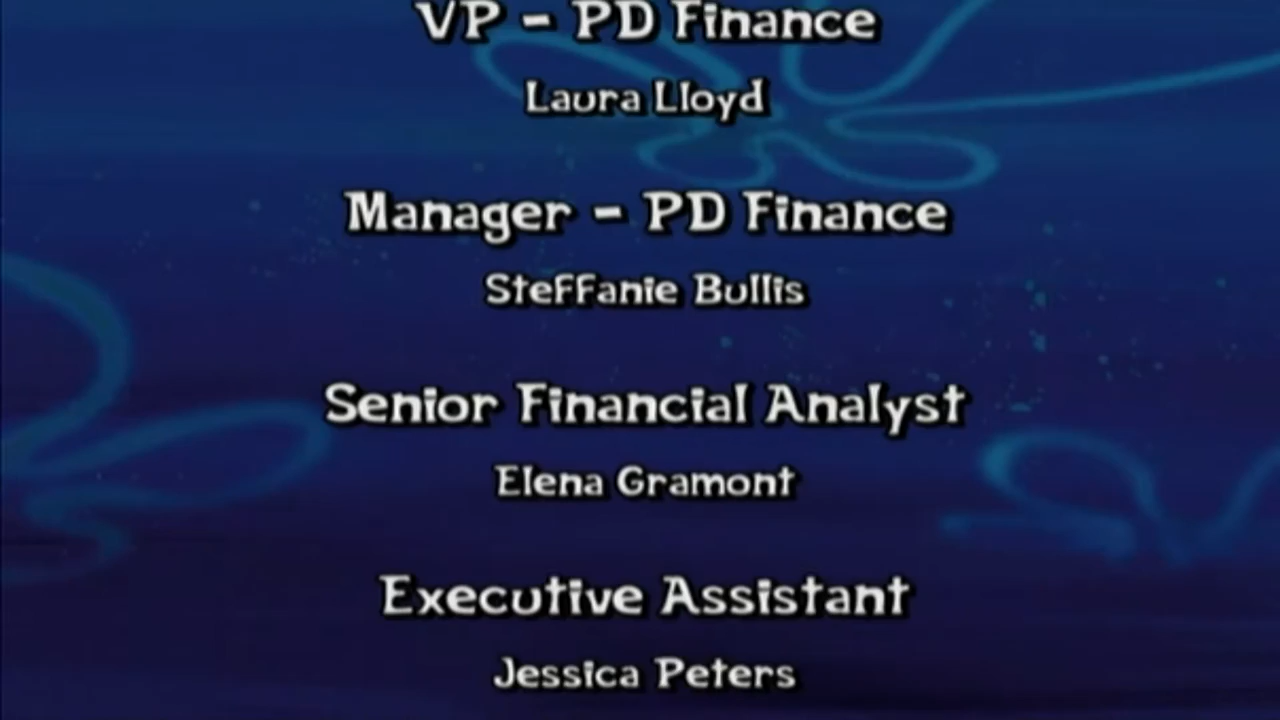 VP - PD Finance
Laura Lloyd
Manager - PD Finance
Steffanie Bullis
Senior Financial Analyst
Elena Gramont
Executive Assistant
Jessica Peters